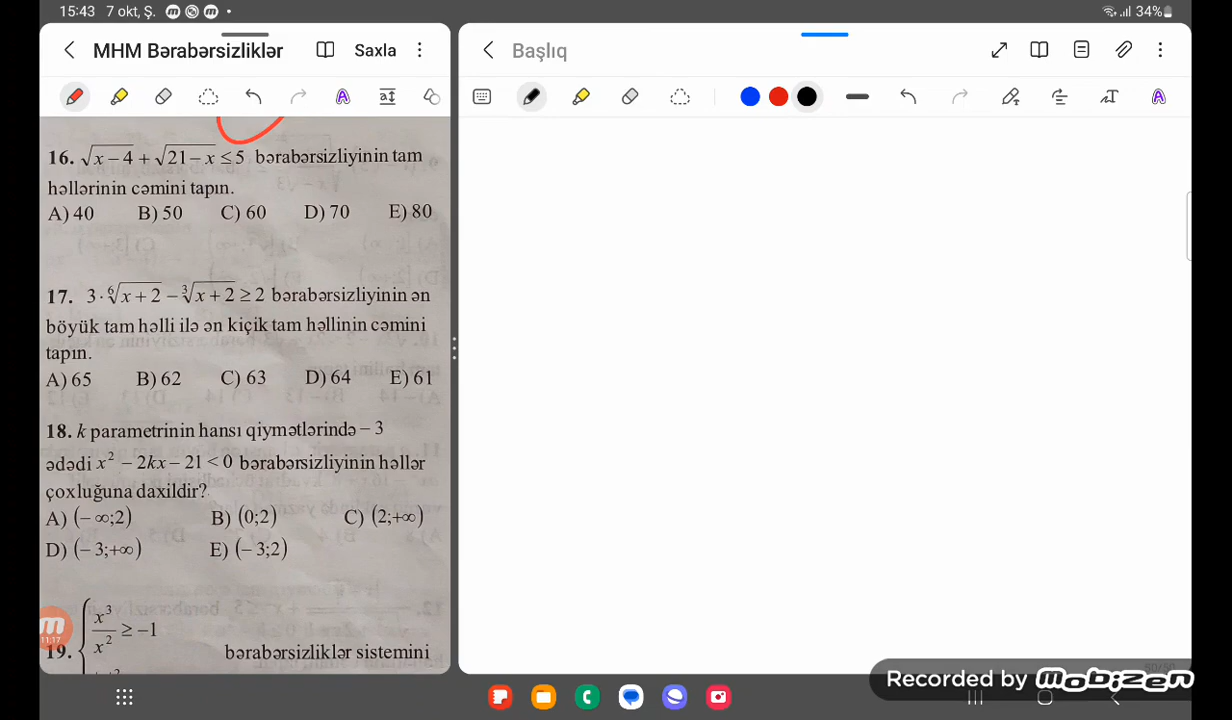 15:43 7 okt, Ş.
34%
MHM Bərabərsizliklər
Saxla
Başlıq
16. √x − 4 + √21 − x ≤ 5 bərabərsizliyinin tam
həllərinin cəmini tapın.
A) 40 B) 50 C) 60 D) 70 E) 80
17. 3 · ⁶√x + 2 − ³√x + 2 ≥ 2 bərabərsizliyinin ən
böyük tam həlli ilə ən kiçik tam həllinin cəmini
tapın.
A) 65 B) 62 C) 63 D) 64 E) 61
18. k parametrinin hansı qiymətlərində − 3
ədədi x² − 2kx − 21 < 0 bərabərsizliyinin həllər
çoxluğuna daxildir?
A) (− ∞;2) B) (0;2) C) (2;+∞)
D) (− 3;+∞) E) (− 3;2)
x³
x² ≥ −1
19. bərabərsizliklər sistemini
11:17
Recorded by mobizen